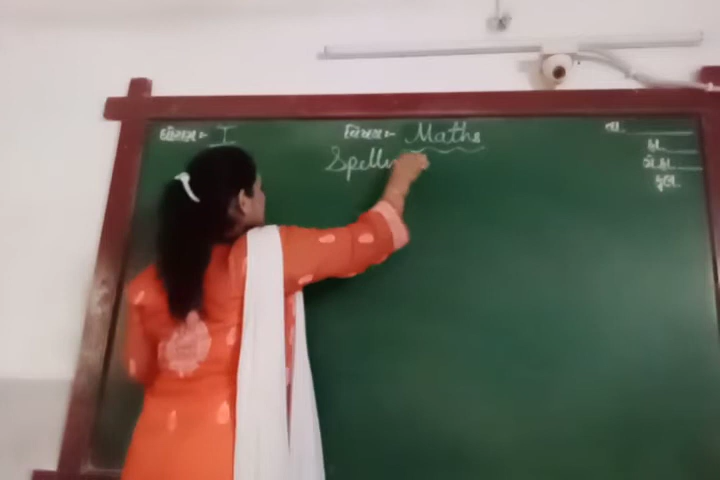 ધોરણ :- I
વિષય :- Maths
Spelli
તા.
હા.
ગે.હા.
કુલ.